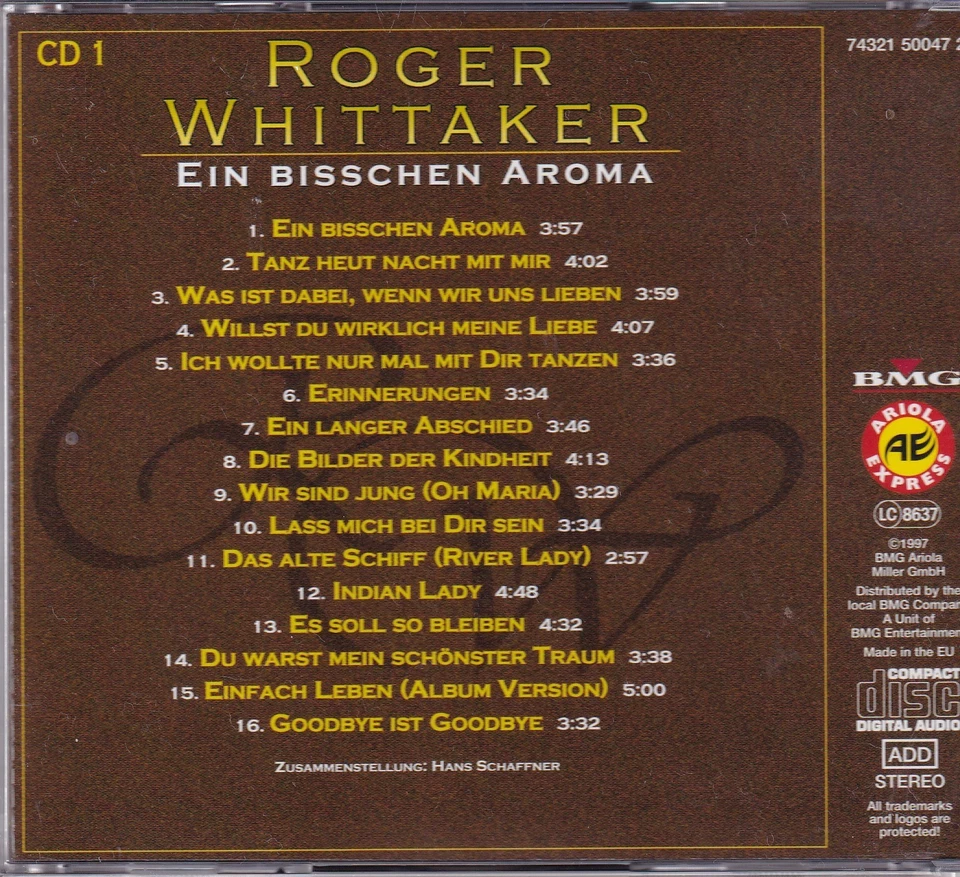 CD 1
ROGER
WHITTAKER
EIN BISSCHEN AROMA
1. EIN BISSCHEN AROMA 3:57
2. TANZ HEUT NACHT MIT MIR 4:02
3. WAS IST DABEI, WENN WIR UNS LIEBEN 3:59
4. WILLST DU WIRKLICH MEINE LIEBE 4:07
5. ICH WOLLTE NUR MAL MIT DIR TANZEN 3:36
6. ERINNERUNGEN 3:34
7. EIN LANGER ABSCHIED 3:46
8. DIE BILDER DER KINDHEIT 4:13
9. WIR SIND JUNG (OH MARIA) 3:29
10. LASS MICH BEI DIR SEIN 3:34
11. DAS ALTE SCHIFF (RIVER LADY) 2:57
12. INDIAN LADY 4:48
13. ES SOLL SO BLEIBEN 4:32
14. DU WARST MEIN SCHÖNSTER TRAUM 3:38
15. EINFACH LEBEN (ALBUM VERSION) 5:00
16. GOODBYE IST GOODBYE 3:32
ZUSAMMENSTELLUNG: HANS SCHAFFNER
74321 50047 2
BMG
ARIOLA
AE
EXPRESS
LC 8637
©1997
BMG Ariola
Miller GmbH
Distributed by the
local BMG Compan
A Unit of
BMG Entertainmen
Made in the EU
COMPACT
disc
DIGITAL AUDIO
ADD
STEREO
All trademarks
and logos are
protected!